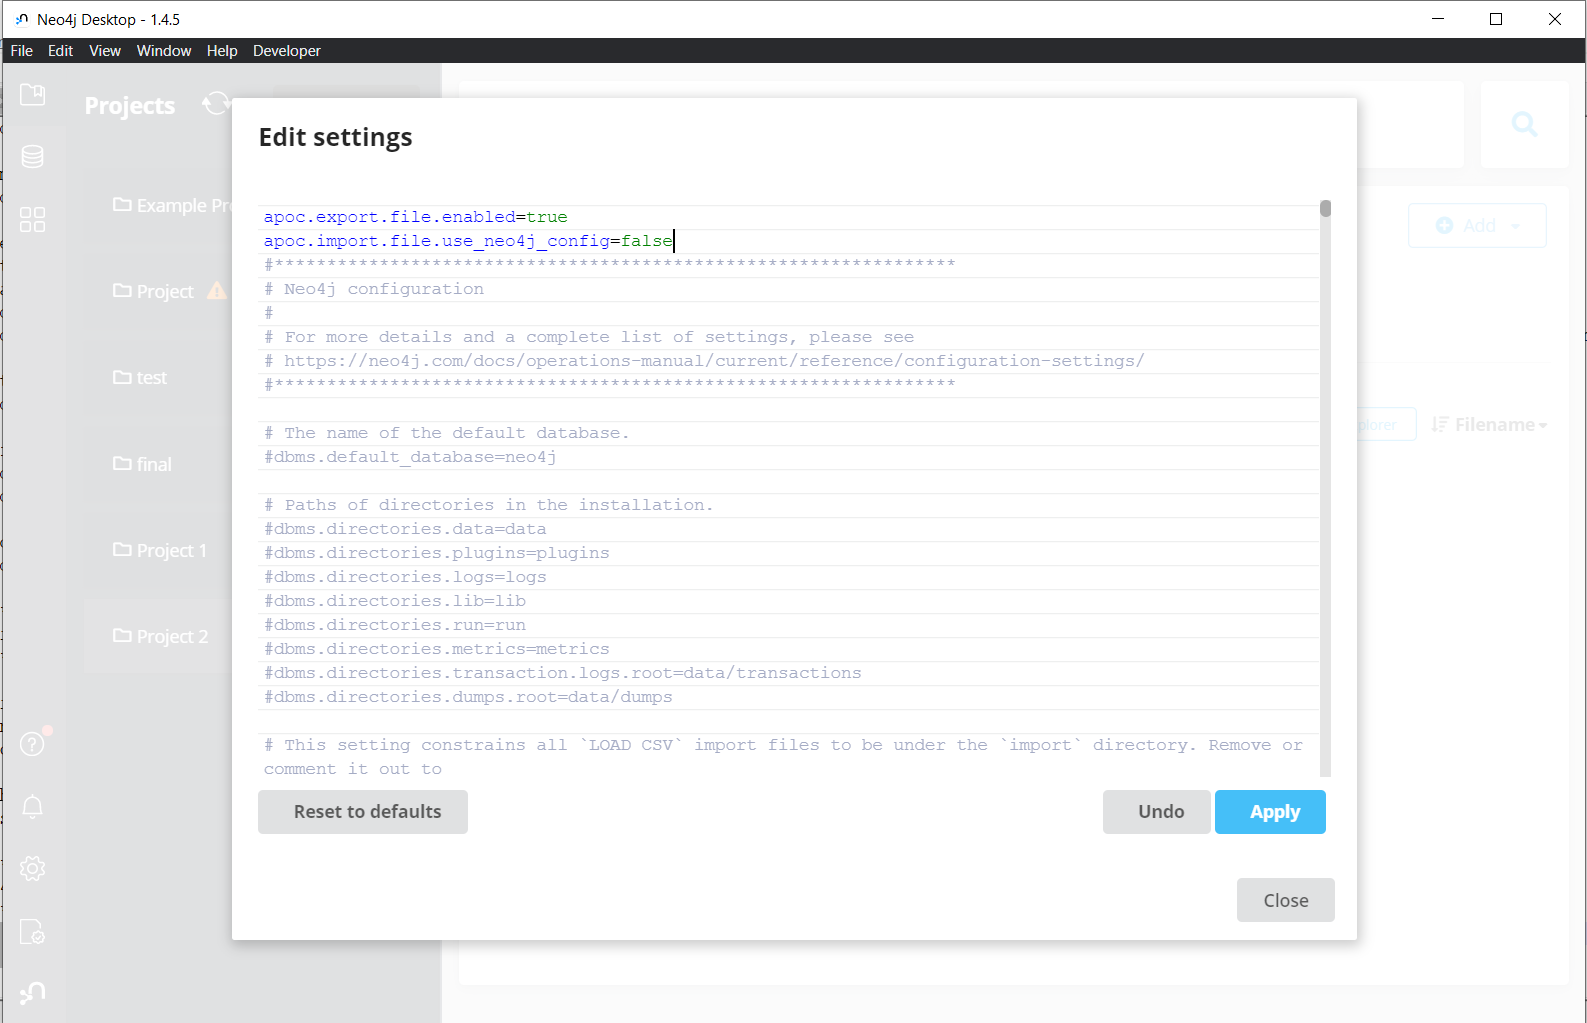 Neo4j Desktop - 1.4.5
File Edit View Window Help Developer
Projects
Example Pr
Project
test
final
Project 1
Project 2
Add
plorer
Filename
Edit settings
apoc.export.file.enabled=true
apoc.import.file.use_neo4j_config=false
#*****************************************************************
# Neo4j configuration
#
# For more details and a complete list of settings, please see
# https://neo4j.com/docs/operations-manual/current/reference/configuration-settings/
#*****************************************************************
# The name of the default database.
#dbms.default_database=neo4j
# Paths of directories in the installation.
#dbms.directories.data=data
#dbms.directories.plugins=plugins
#dbms.directories.logs=logs
#dbms.directories.lib=lib
#dbms.directories.run=run
#dbms.directories.metrics=metrics
#dbms.directories.transaction.logs.root=data/transactions
#dbms.directories.dumps.root=data/dumps
# This setting constrains all `LOAD CSV` import files to be under the `import` directory. Remove or
comment it out to
Reset to defaults
Undo
Apply
Close